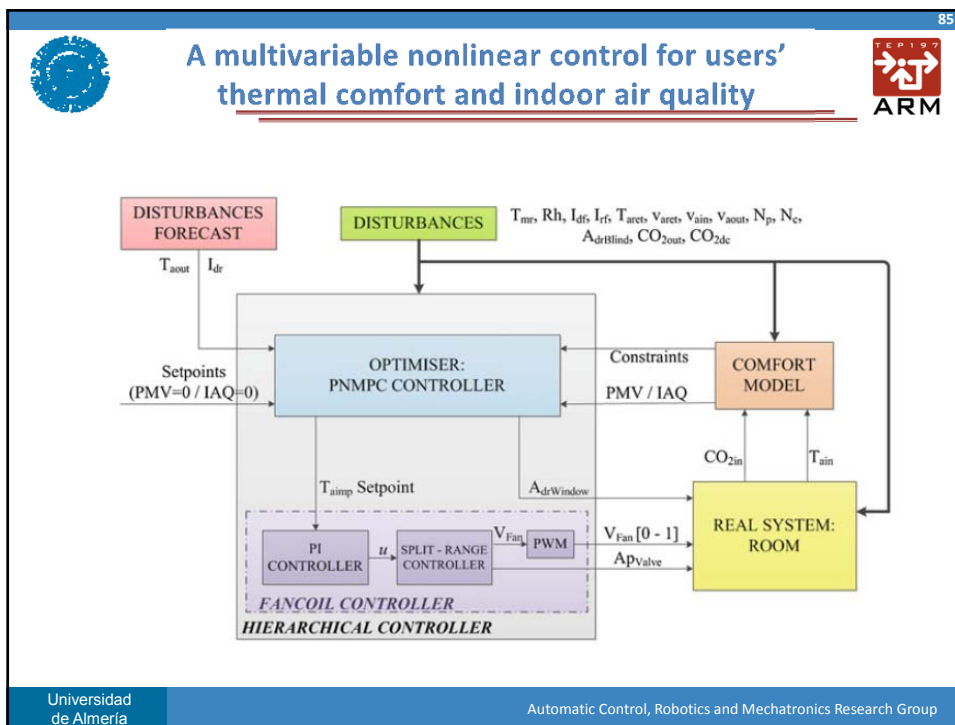 85
A multivariable nonlinear control for users'
thermal comfort and indoor air quality
TEP197
ARM
DISTURBANCES
FORECAST
DISTURBANCES
Tmr, Rh, Idf, Irf, Taret, varet, vain, vaout, Np, Nc,
AdrBlind, CO2out, CO2dc
Taout
Idr
OPTIMISER:
PNMPC CONTROLLER
Setpoints
(PMV=0 / IAQ=0)
Constraints
PMV / IAQ
COMFORT
MODEL
CO2in
Tain
Taimp Setpoint
AdrWindow
REAL SYSTEM:
ROOM
PI
CONTROLLER
u
SPLIT - RANGE
CONTROLLER
VFan
PWM
VFan [0 - 1]
ApValve
FANCOIL CONTROLLER
HIERARCHICAL CONTROLLER
Universidad
de Almería
Automatic Control, Robotics and Mechatronics Research Group